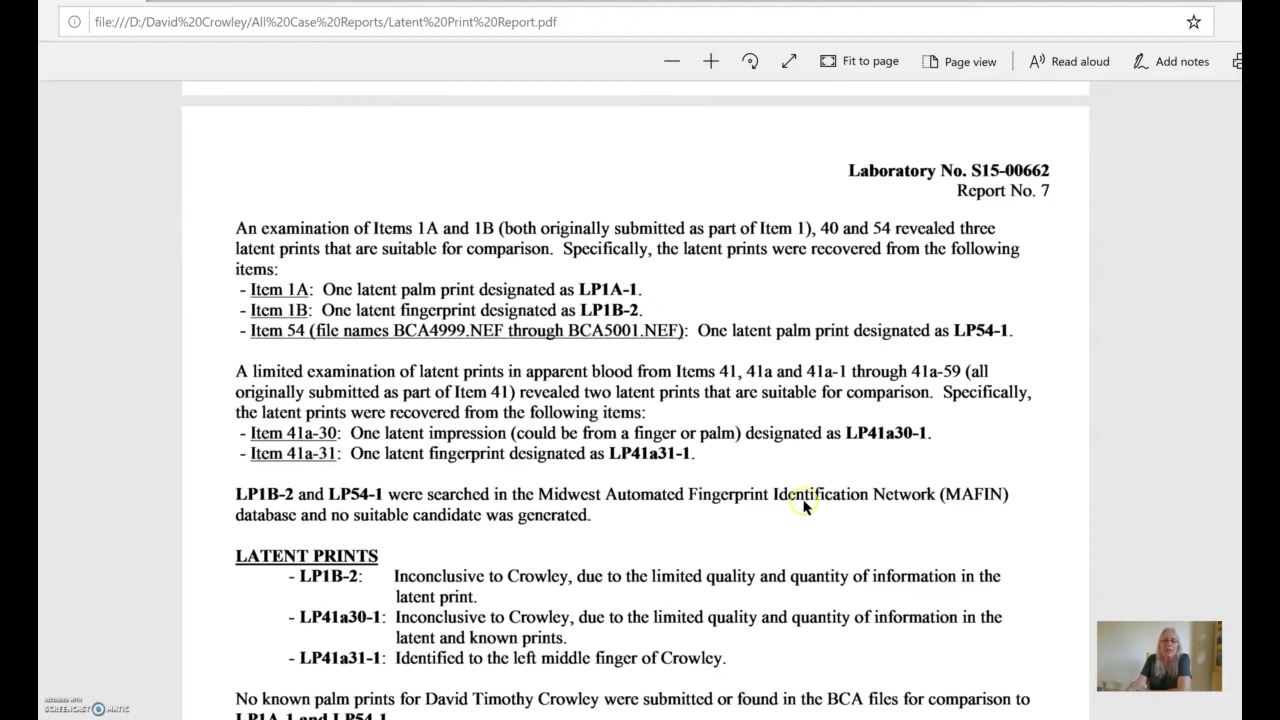 file:///D:/David%20Crowley/All%20Case%20Reports/Latent%20Print%20Report.pdf
Fit to page
Page view
Read aloud
Add notes
Laboratory No. S15-00662
Report No. 7
An examination of Items 1A and 1B (both originally submitted as part of Item 1), 40 and 54 revealed three
latent prints that are suitable for comparison.  Specifically, the latent prints were recovered from the following
items:
- Item 1A:  One latent palm print designated as LP1A-1.
- Item 1B:  One latent fingerprint designated as LP1B-2.
- Item 54 (file names BCA4999.NEF through BCA5001.NEF):  One latent palm print designated as LP54-1.
A limited examination of latent prints in apparent blood from Items 41, 41a and 41a-1 through 41a-59 (all
originally submitted as part of Item 41) revealed two latent prints that are suitable for comparison.  Specifically,
the latent prints were recovered from the following items:
- Item 41a-30:  One latent impression (could be from a finger or palm) designated as LP41a30-1.
- Item 41a-31:  One latent fingerprint designated as LP41a31-1.
LP1B-2 and LP54-1 were searched in the Midwest Automated Fingerprint Identification Network (MAFIN)
database and no suitable candidate was generated.
LATENT PRINTS
- LP1B-2: Inconclusive to Crowley, due to the limited quality and quantity of information in the
latent print.
- LP41a30-1: Inconclusive to Crowley, due to the limited quality and quantity of information in the
latent and known prints.
- LP41a31-1: Identified to the left middle finger of Crowley.
No known palm prints for David Timothy Crowley were submitted or found in the BCA files for comparison to
LP1A-1 and LP54-1.
RECORDED WITH
SCREENCAST MATIC